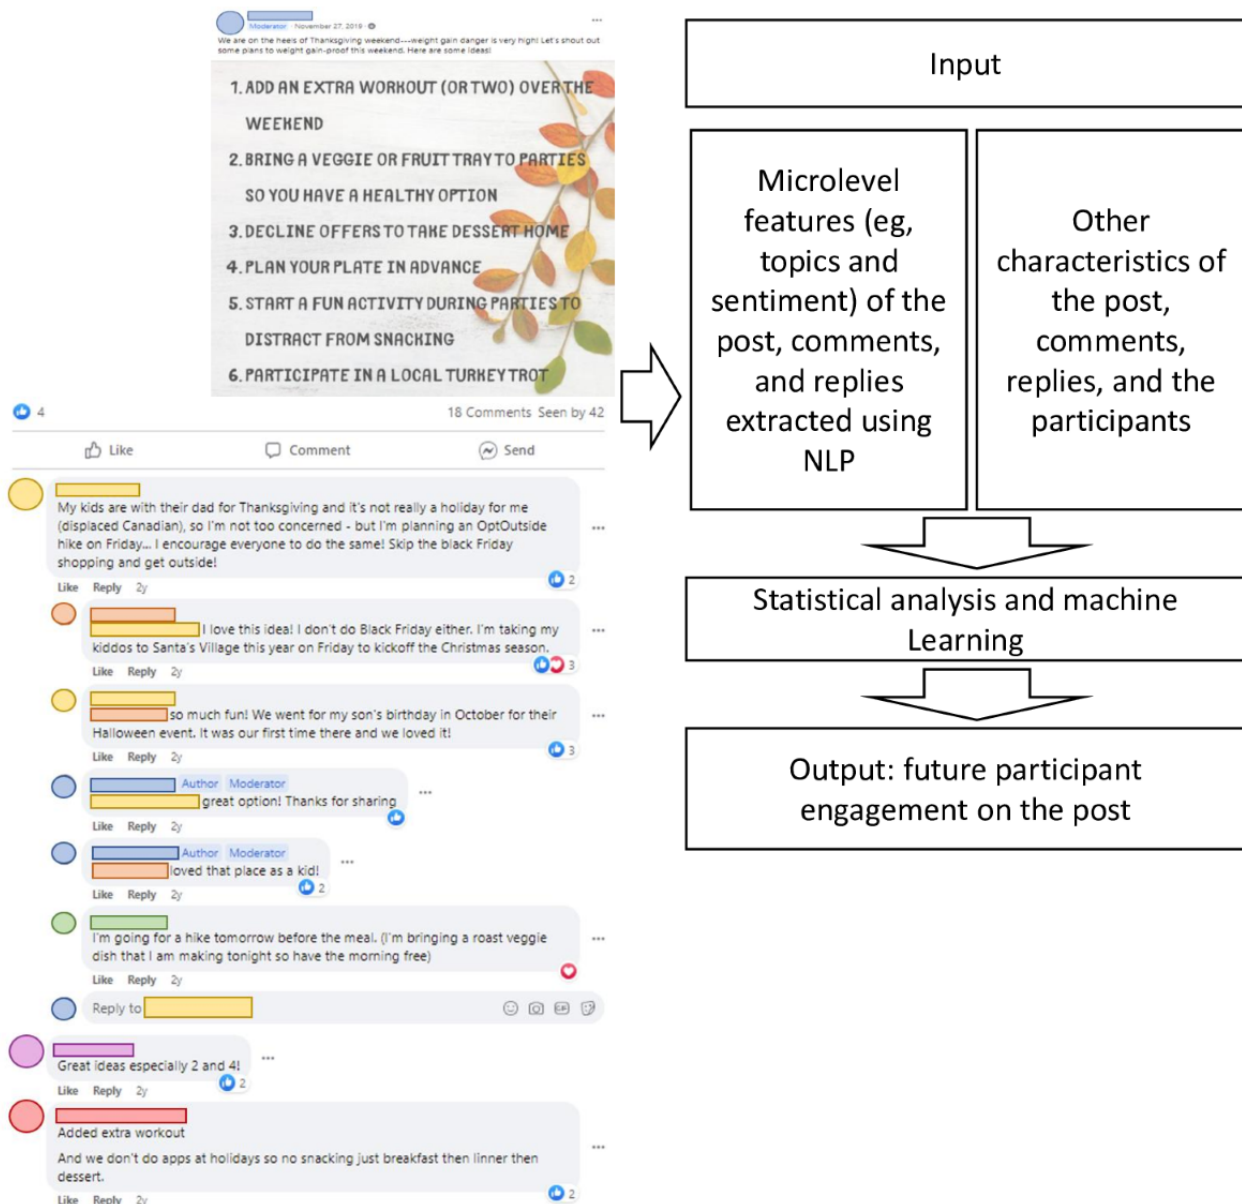 Moderator November 27, 2019
We are on the heels of Thanksgiving weekend---weight gain danger is very high! Let's shout out
some plans to weight gain-proof this weekend. Here are some ideas!
1. ADD AN EXTRA WORKOUT (OR TWO) OVER THE
WEEKEND
2. BRING A VEGGIE OR FRUIT TRAY TO PARTIES
SO YOU HAVE A HEALTHY OPTION
3. DECLINE OFFERS TO TAKE DESSERT HOME
4. PLAN YOUR PLATE IN ADVANCE
5. START A FUN ACTIVITY DURING PARTIES TO
DISTRACT FROM SNACKING
6. PARTICIPATE IN A LOCAL TURKEY TROT
4 18 Comments Seen by 42
Like Comment Send
My kids are with their dad for Thanksgiving and it's not really a holiday for me
(displaced Canadian), so I'm not too concerned - but I'm planning an OptOutside
hike on Friday... I encourage everyone to do the same! Skip the black Friday
shopping and get outside!
2
Like Reply 2y
I love this idea! I don't do Black Friday either. I'm taking my
kiddos to Santa's Village this year on Friday to kickoff the Christmas season.
3
Like Reply 2y
so much fun! We went for my son's birthday in October for their
Halloween event. It was our first time there and we loved it!
3
Like Reply 2y
Author Moderator
great option! Thanks for sharing
Like Reply 2y
Author Moderator
loved that place as a kid!
2
Like Reply 2y
I'm going for a hike tomorrow before the meal. (I'm bringing a roast veggie
dish that I am making tonight so have the morning free)
Like Reply 2y
Reply to
GIF
Great ideas especially 2 and 4!
2
Like Reply 2y
Added extra workout
And we don't do apps at holidays so no snacking just breakfast then linner then
dessert.
2
Like Reply 2y
Input
Microlevel
features (eg,
topics and
sentiment) of the
post, comments,
and replies
extracted using
NLP
Other
characteristics of
the post,
comments,
replies, and the
participants
Statistical analysis and machine
Learning
Output: future participant
engagement on the post